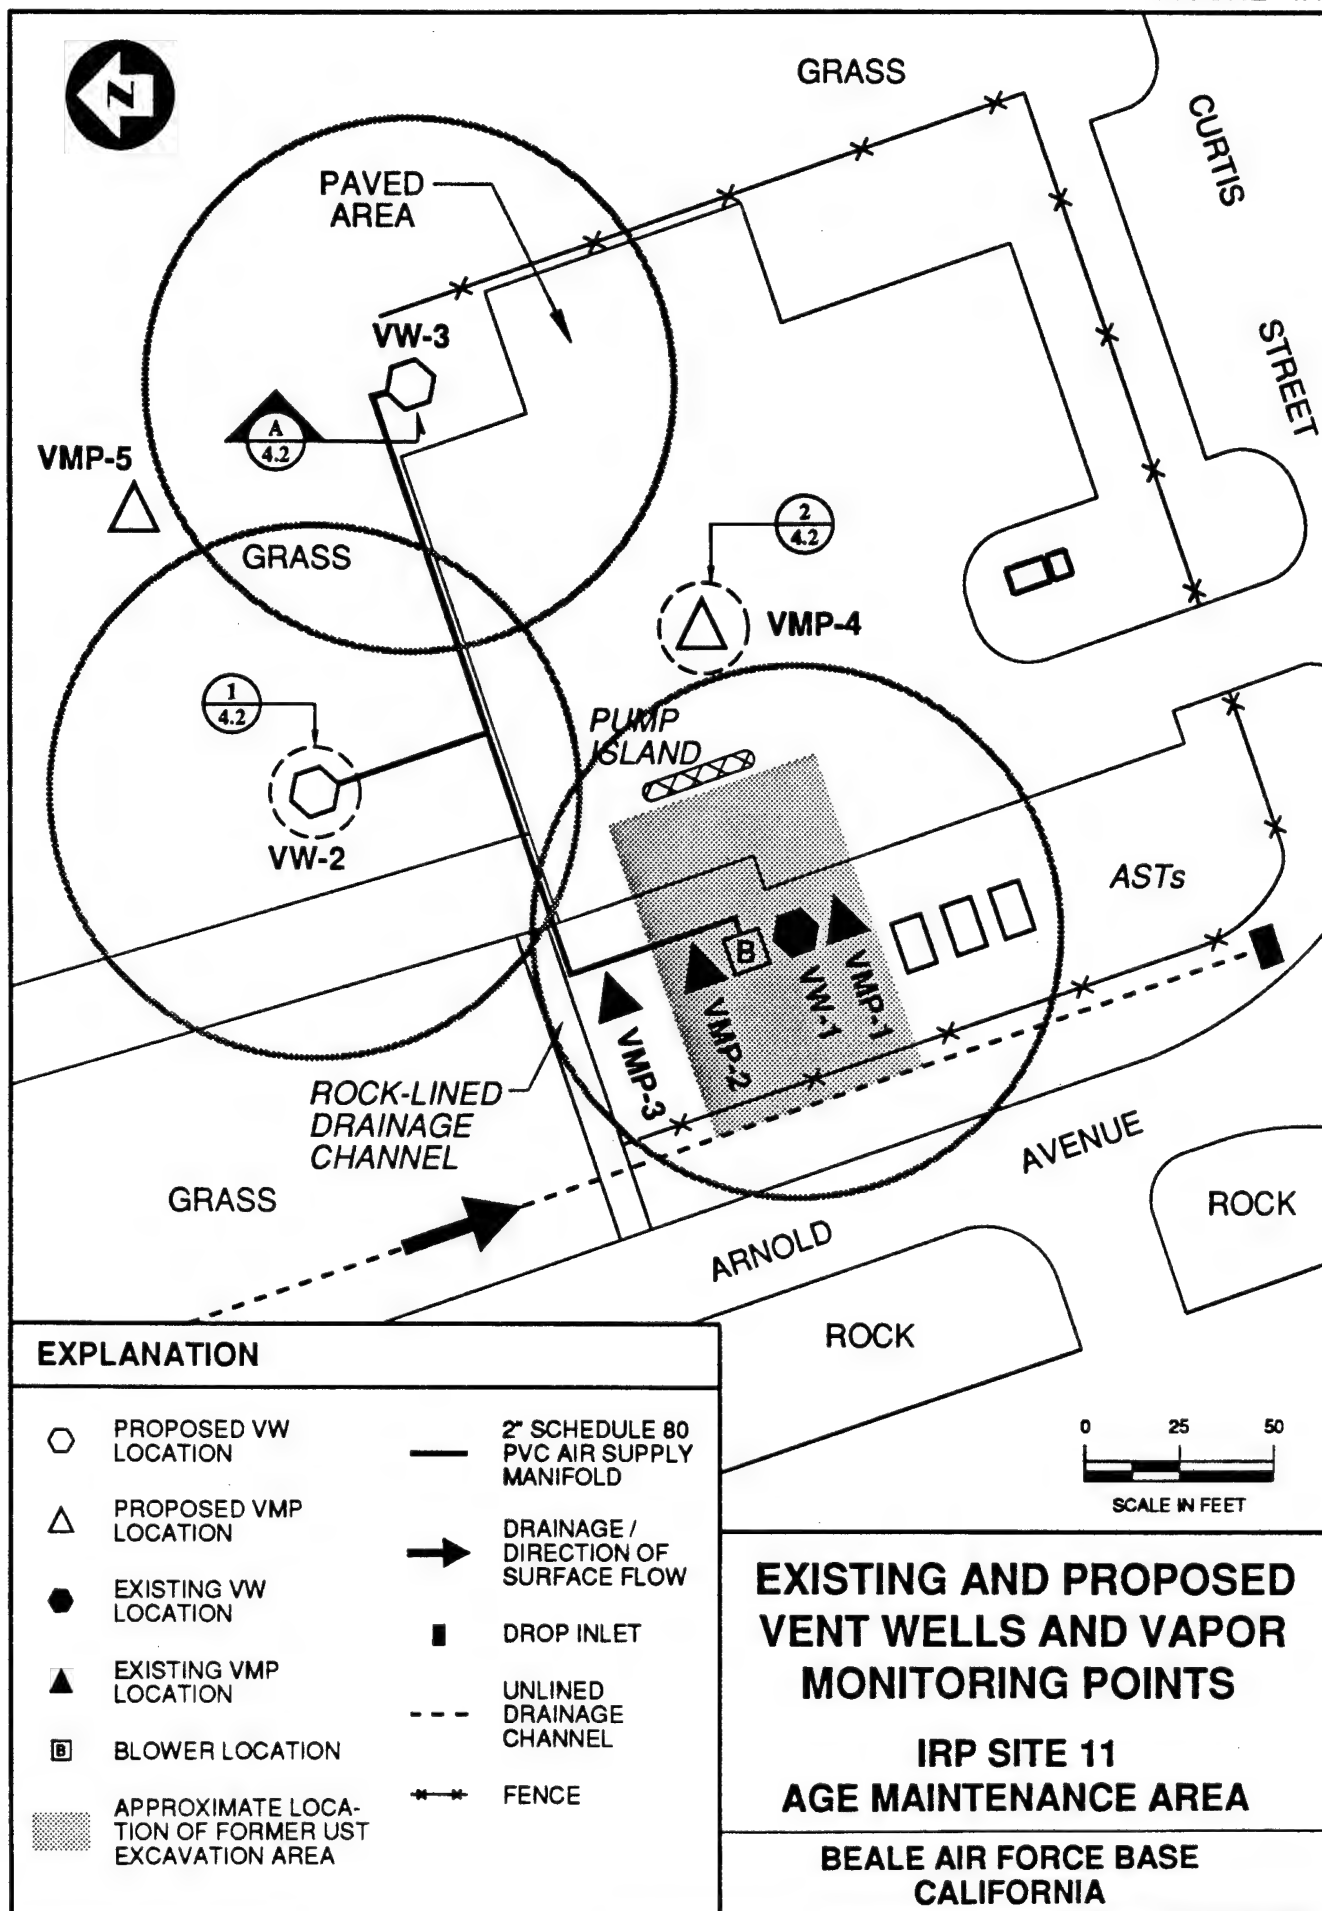 GRASS
CURTIS
STREET
N
PAVED
AREA
VW-3
A
4.2
VMP-5
GRASS
2
4.2
VMP-4
1
4.2
PUMP
ISLAND
VW-2
ASTs
B
VMP-1
VW-1
VMP-2
VMP-3
ROCK-LINED
DRAINAGE
CHANNEL
GRASS
ARNOLD
AVENUE
ROCK
ROCK
EXPLANATION
PROPOSED VW
LOCATION
PROPOSED VMP
LOCATION
EXISTING VW
LOCATION
EXISTING VMP
LOCATION
B
BLOWER LOCATION
APPROXIMATE LOCA-
TION OF FORMER UST
EXCAVATION AREA
2" SCHEDULE 80
PVC AIR SUPPLY
MANIFOLD
DRAINAGE /
DIRECTION OF
SURFACE FLOW
DROP INLET
UNLINED
DRAINAGE
CHANNEL
FENCE
0 25 50
SCALE IN FEET
EXISTING AND PROPOSED
VENT WELLS AND VAPOR
MONITORING POINTS
IRP SITE 11
AGE MAINTENANCE AREA
BEALE AIR FORCE BASE
CALIFORNIA